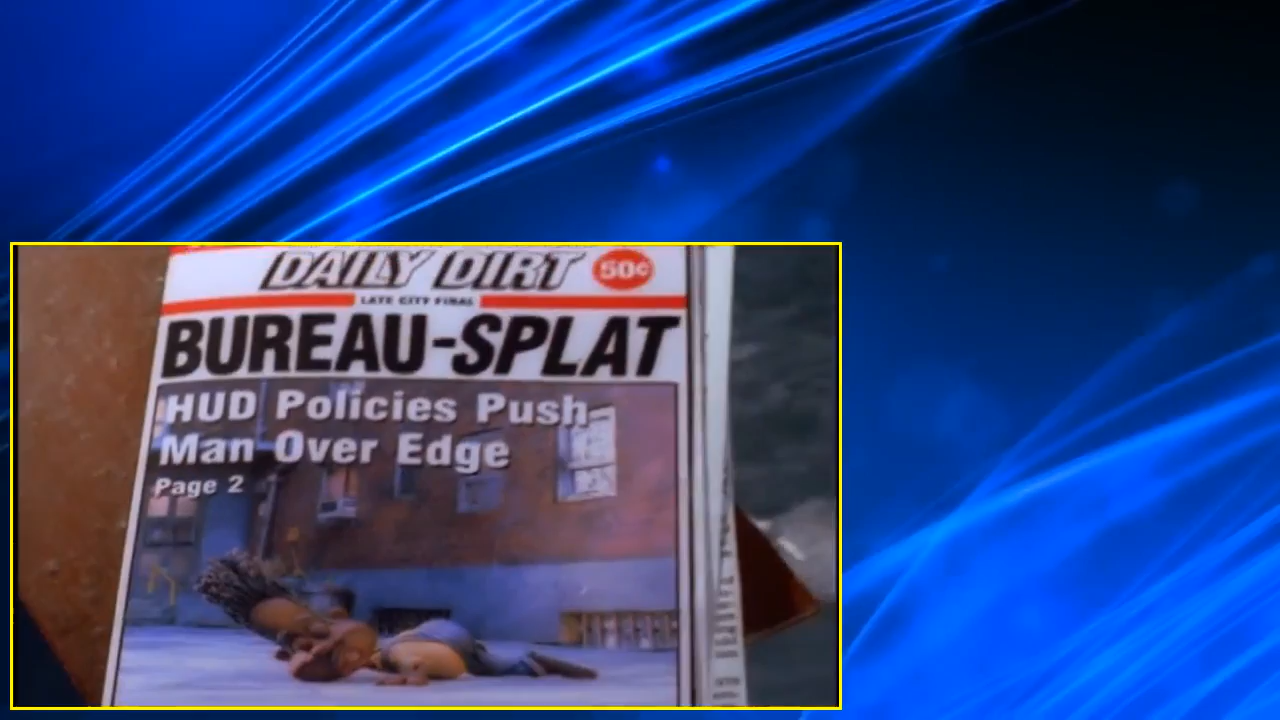 DAILY DIRT
50¢
LATE CITY FINAL
BUREAU-SPLAT
HUD Policies Push
Man Over Edge
Page 2